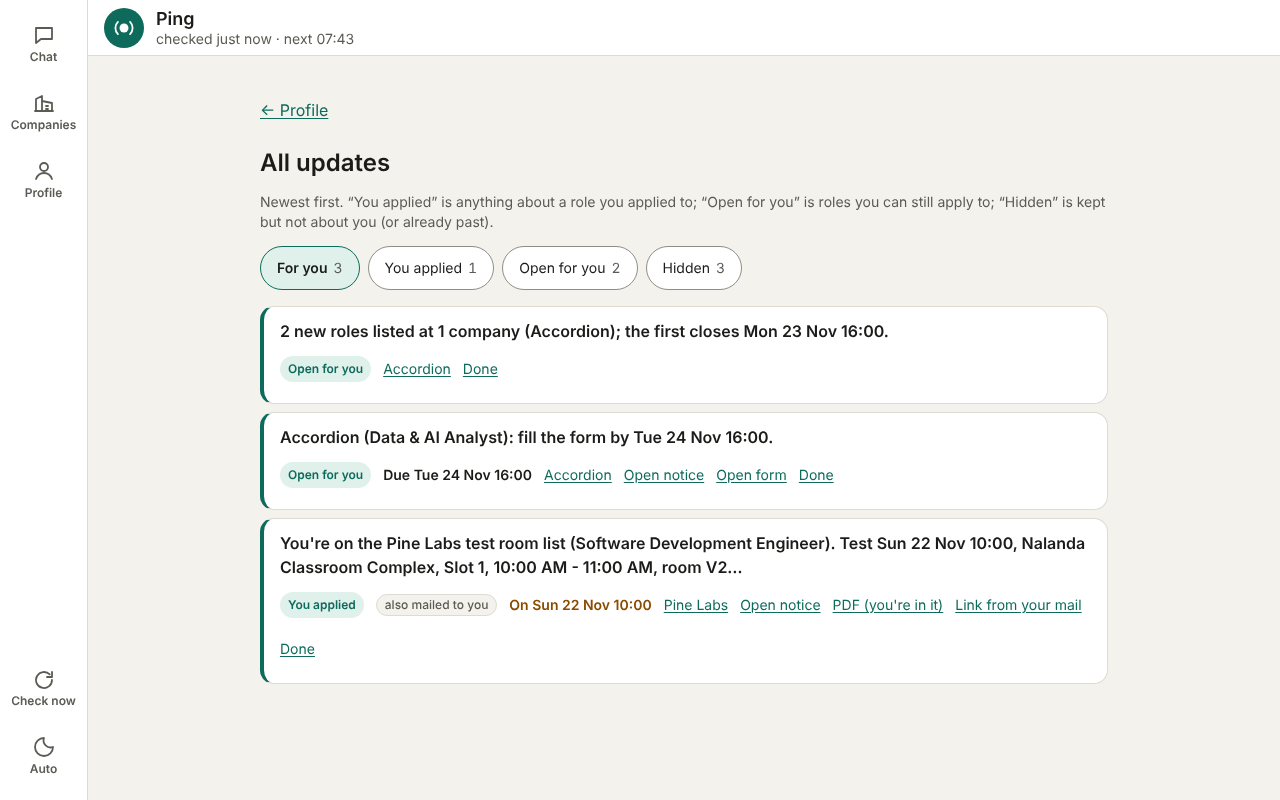 Ping
checked just now · next 07:43
Chat
Companies
Profile
Check now
Auto
← Profile
All updates
Newest first. “You applied” is anything about a role you applied to; “Open for you” is roles you can still apply to; “Hidden” is kept
but not about you (or already past).
For you 3
You applied 1
Open for you 2
Hidden 3
2 new roles listed at 1 company (Accordion); the first closes Mon 23 Nov 16:00.
Open for you Accordion Done
Accordion (Data & AI Analyst): fill the form by Tue 24 Nov 16:00.
Open for you Due Tue 24 Nov 16:00 Accordion Open notice Open form Done
You're on the Pine Labs test room list (Software Development Engineer). Test Sun 22 Nov 10:00, Nalanda
Classroom Complex, Slot 1, 10:00 AM - 11:00 AM, room V2…
You applied also mailed to you On Sun 22 Nov 10:00 Pine Labs Open notice PDF (you're in it) Link from your mail
Done